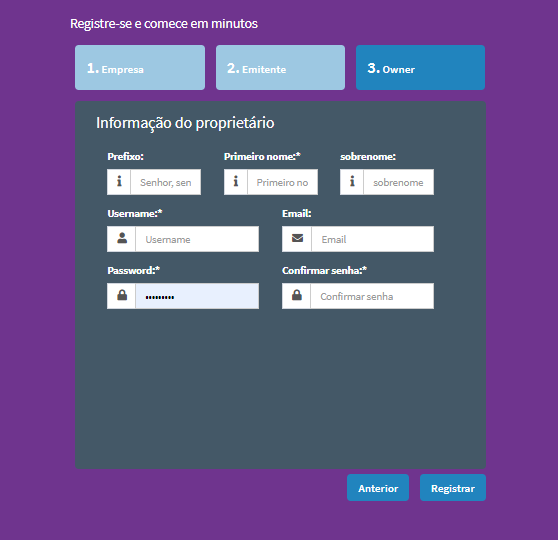 Registre-se e comece em minutos
1. Empresa 2. Emitente 3. Owner
Informação do proprietário
Prefixo: Primeiro nome:* sobrenome:
Senhor, sen Primeiro no sobrenome
Username:* Email:
Username Email
Password:* Confirmar senha:*
••••••••• Confirmar senha
Anterior Registrar